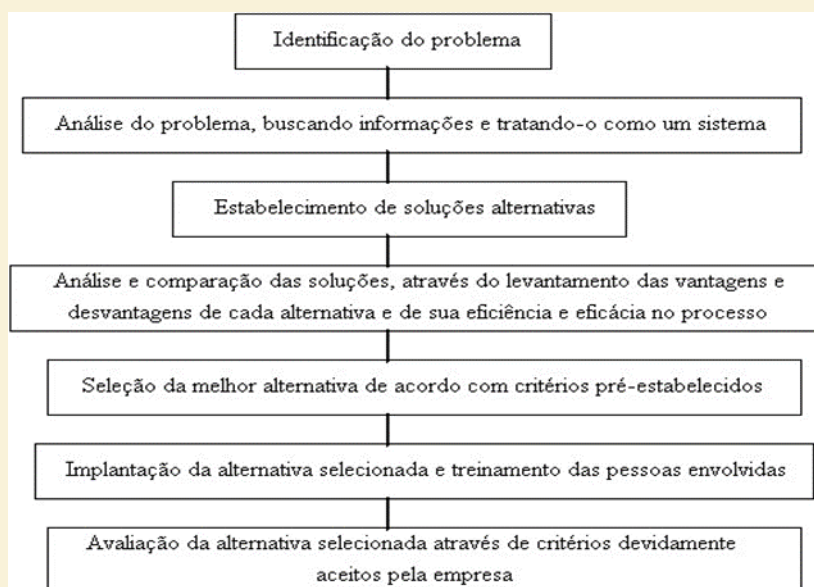 Identificação do problema
Análise do problema, buscando informações e tratando-o como um sistema
Estabelecimento de soluções alternativas
Análise e comparação das soluções, através do levantamento das vantagens e
desvantagens de cada alternativa e de sua eficiência e eficácia no processo
Seleção da melhor alternativa de acordo com critérios pré-estabelecidos
Implantação da alternativa selecionada e treinamento das pessoas envolvidas
Avaliação da alternativa selecionada através de critérios devidamente
aceitos pela empresa